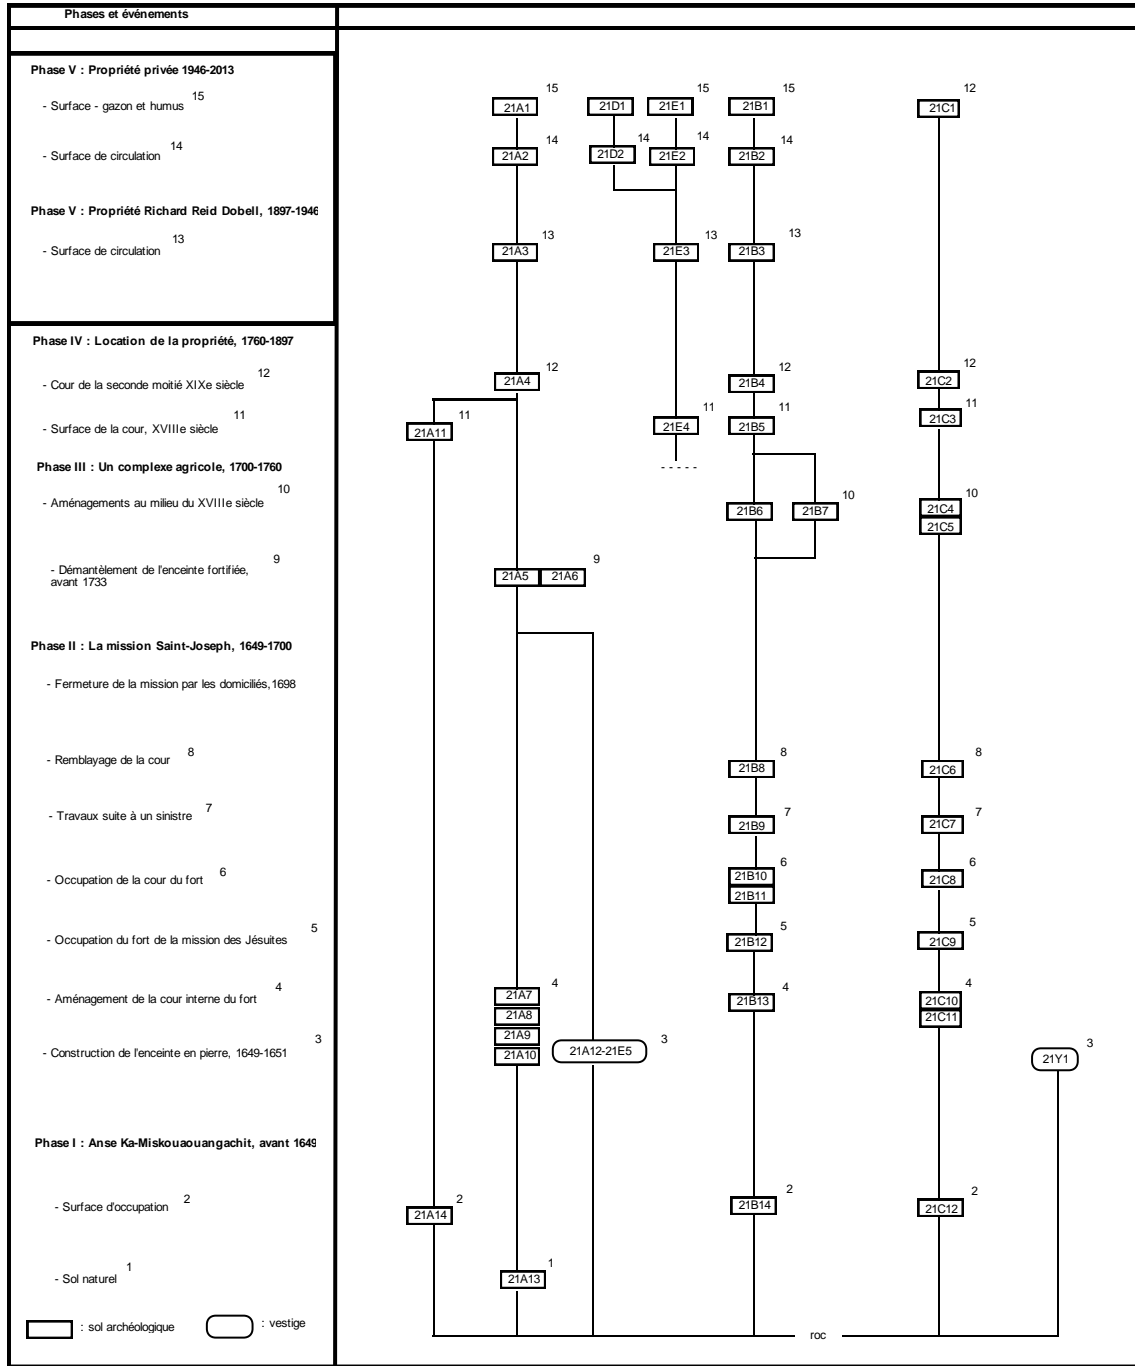 Phases et événements
Phase V : Propriété privée 1946-2013
- Surface - gazon et humus 15
21A1 15
21D1
21E1 15
21B1 15
21C1 12
- Surface de circulation 14
21A2 14
21D2 14
21E2 14
21B2 14
Phase V : Propriété Richard Reid Dobell, 1897-1946
- Surface de circulation 13
21A3 13
21E3 13
21B3 13
Phase IV : Location de la propriété, 1760-1897
- Cour de la seconde moitié XIXe siècle 12
21A4 12
21B4 12
21C2 12
- Surface de la cour, XVIIIe siècle 11
21A11 11
21E4 11
21B5 11
21C3 11
Phase III : Un complexe agricole, 1700-1760
- - - - -
- Aménagements au milieu du XVIIIe siècle 10
21B6
21B7 10
21C4 10
21C5
- Démantèlement de l'enceinte fortifiée, 9
avant 1733
21A5
21A6 9
Phase II : La mission Saint-Joseph, 1649-1700
- Fermeture de la mission par les domiciliés,1698
- Remblayage de la cour 8
21B8 8
21C6 8
- Travaux suite à un sinistre 7
21B9 7
21C7 7
- Occupation de la cour du fort 6
21B10 6
21B11
21C8 6
- Occupation du fort de la mission des Jésuites 5
21B12 5
21C9 5
- Aménagement de la cour interne du fort 4
21A7 4
21A8
21A9
21A10
21B13 4
21C10 4
21C11
- Construction de l'enceinte en pierre, 1649-1651 3
21A12-21E5 3
21Y1 3
Phase I : Anse Ka-Miskouaouangachit, avant 1649
- Surface d'occupation 2
21A14 2
21B14 2
21C12 2
- Sol naturel 1
21A13 1
: sol archéologique
: vestige
roc